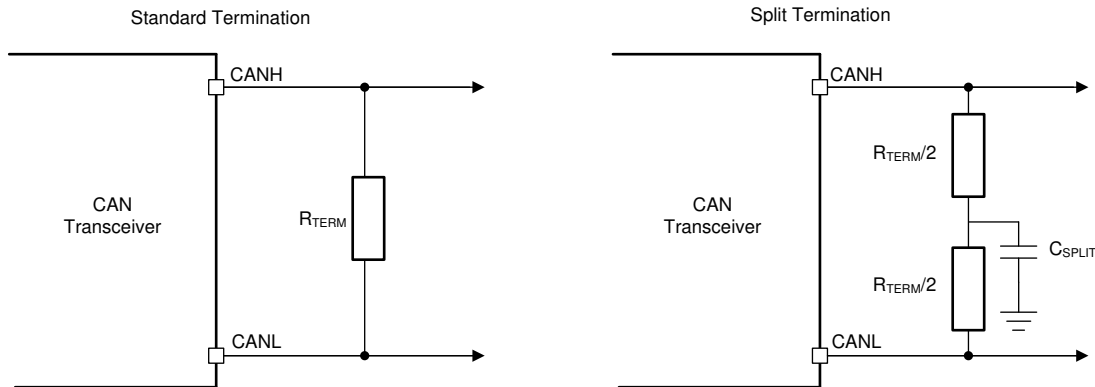 Standard Termination
CANH
CAN
Transceiver
RTERM
CANL
Split Termination
CANH
RTERM/2
CAN
Transceiver
CSPLIT
RTERM/2
CANL